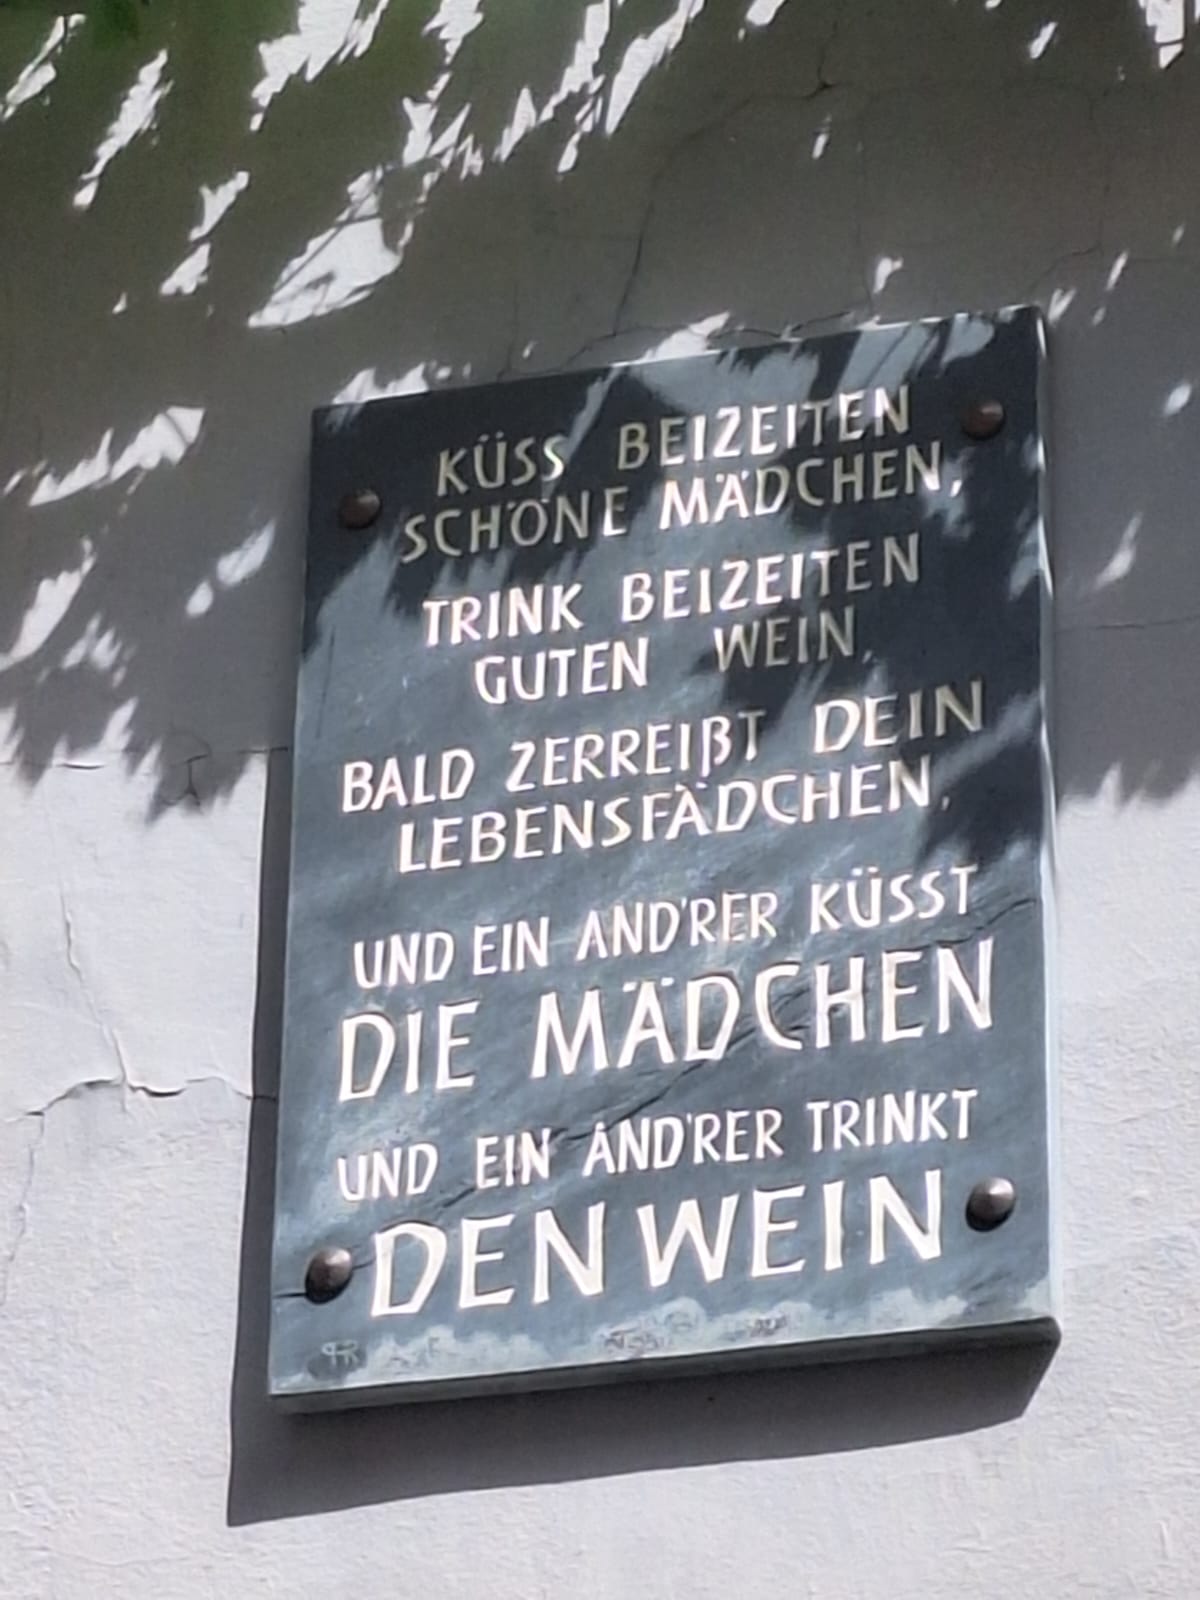 KÜSS BEIZEITEN
SCHÖNE MÄDCHEN,
TRINK BEIZEITEN
GUTEN WEIN,
BALD ZERREIßT DEIN
LEBENSFÄDCHEN,
UND EIN AND'RER KÜSST
DIE MÄDCHEN
UND EIN AND'RER TRINKT
DEN WEIN